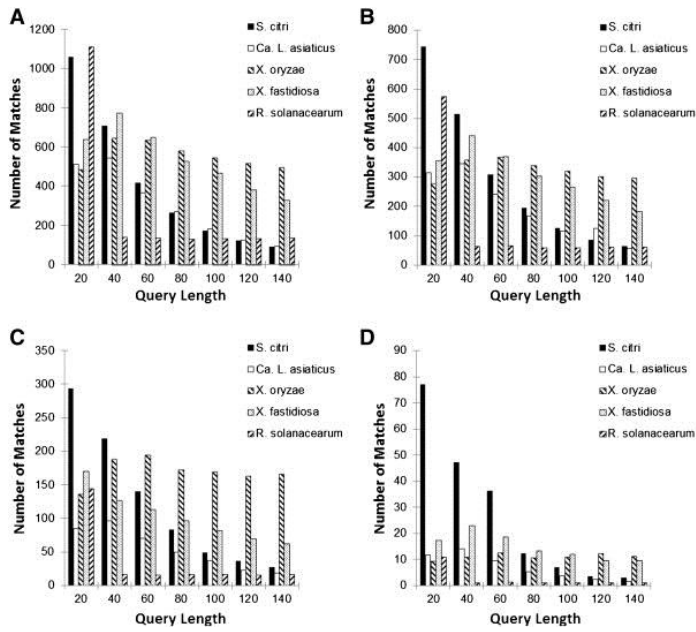 A
1200
1000
800
600
400
200
0
Number of Matches
20 40 60 80 100 120 140
Query Length
S. citri
Ca. L. asiaticus
X. oryzae
X. fastidiosa
R. solanacearum
B
800
700
600
500
400
300
200
100
0
Number of Matches
20 40 60 80 100 120 140
Query Length
S. citri
Ca. L. asiaticus
X. oryzae
X. fastidiosa
R. solanacearum
C
350
300
250
200
150
100
50
0
Number of Matches
20 40 60 80 100 120 140
Query Length
S. citri
Ca. L. asiaticus
X. oryzae
X. fastidiosa
R. solanacearum
D
90
80
70
60
50
40
30
20
10
0
Number of Matches
20 40 60 80 100 120 140
Query Length
S. citri
Ca. L. asiaticus
X. oryzae
X. fastidiosa
R. solanacearum